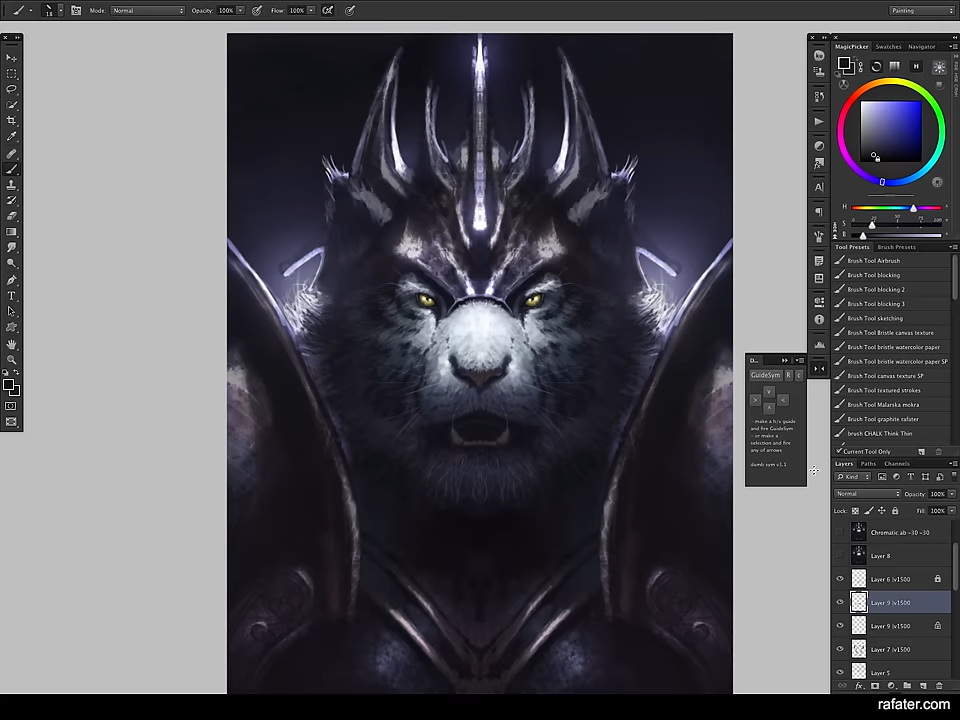 18
Mode: Normal
Opacity: 100%
Flow: 100%
Painting
MagicPicker
Swatches
Navigator
H
H
S
B
Tool Presets
Brush Presets
Brush Tool Airbrush
Brush Tool blocking
Brush Tool blocking 2
Brush Tool blocking 3
Brush Tool sketching
Brush Tool Bristle canvas texture
Brush Tool bristle watercolor paper
Brush Tool bristle watercolor paper SP
Brush Tool canvas texture SP
Brush Tool textured strokes
Brush Tool Malarska mokra
Brush Tool graphite rafater
brush CHALK Think Thin
Current Tool Only
D...
GuideSym R c
- make a h/v guide
and fire GuideSym
- or make a
selection and fire
any of arrows
dumb sym v1.1
Layers
Paths
Channels
Kind
Normal
Opacity: 100%
Lock:
Fill: 100%
Chromatic ab -30 -30
Layer 8
Layer 6 lv1500
Layer 9 lv1500
Layer 9 lv1500
Layer 7 lv1500
Layer 5
fx
rafater.com